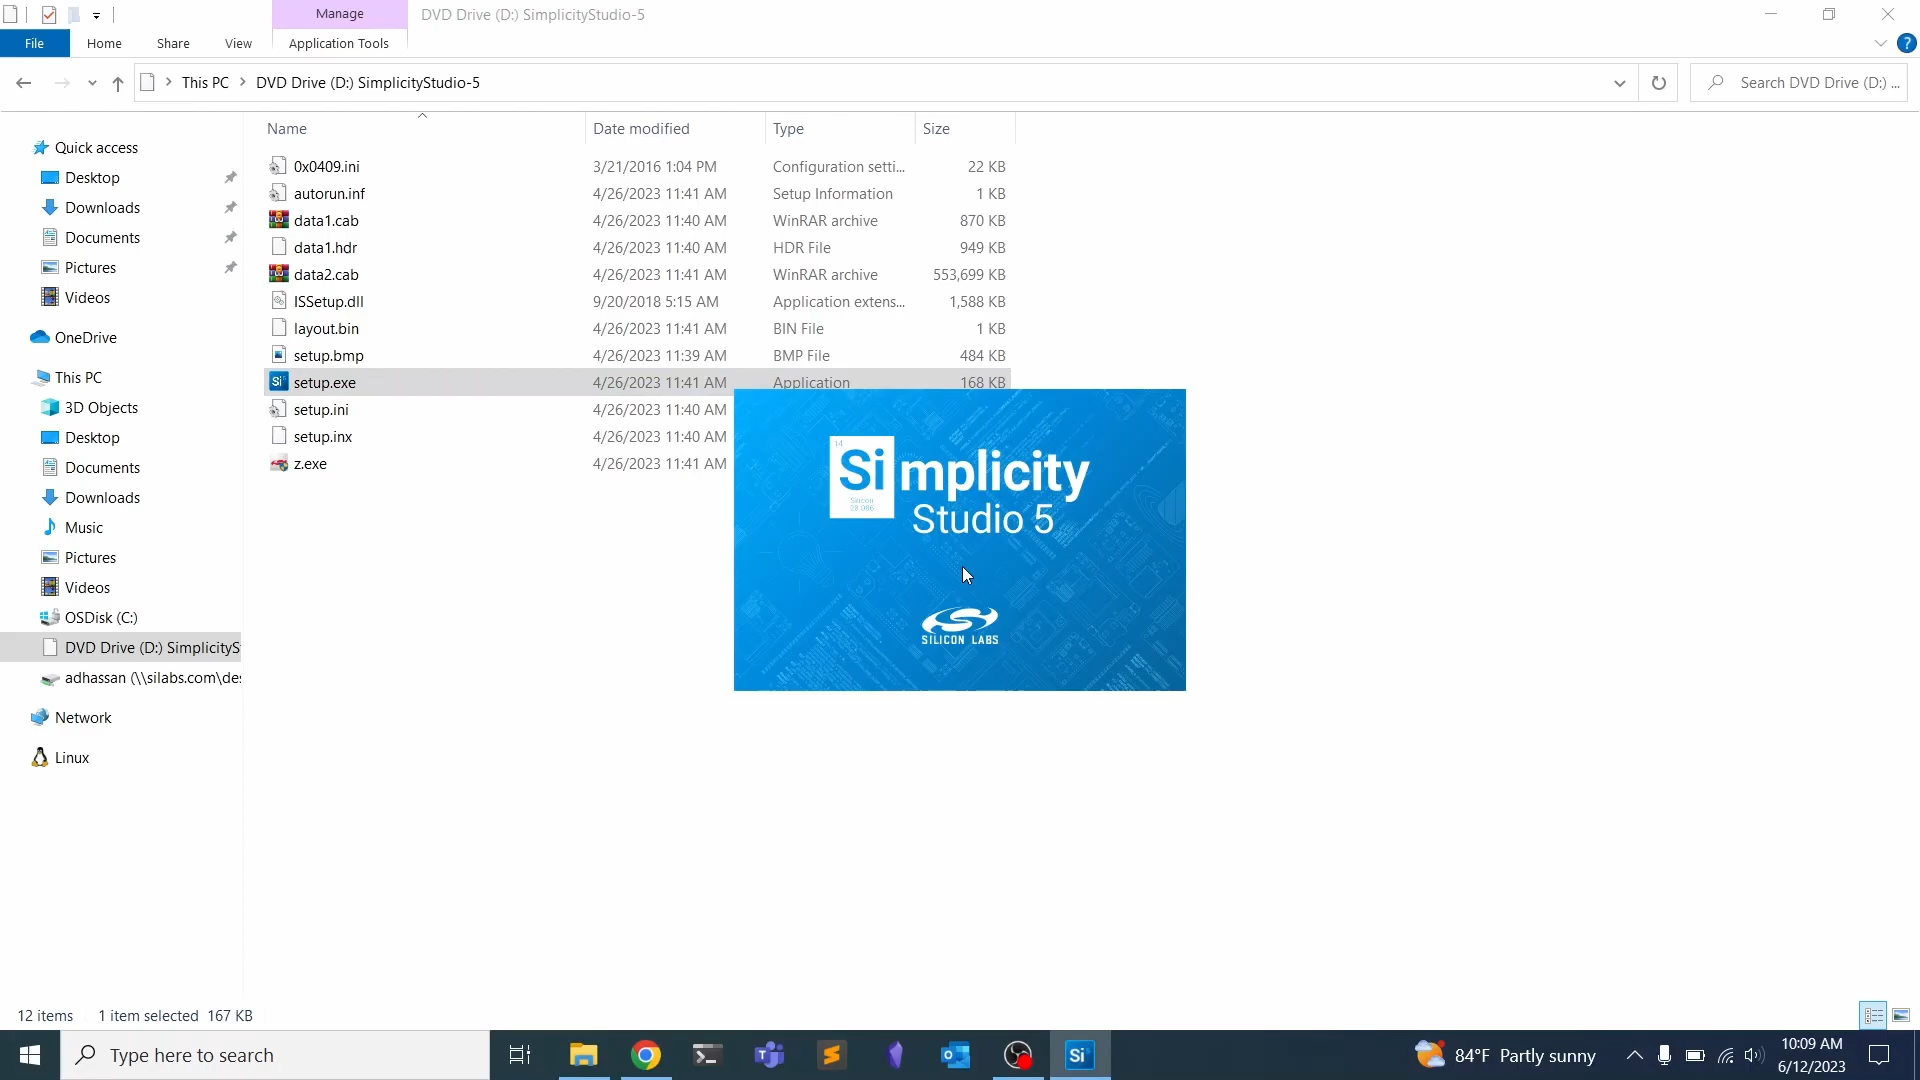 Manage
DVD Drive (D:) SimplicityStudio-5
File
Home
Share
View
Application Tools
?
This PC
DVD Drive (D:) SimplicityStudio-5
Search DVD Drive (D:) ...
Name
Date modified
Type
Size
0x0409.ini 3/21/2016 1:04 PM Configuration setti... 22 KB
autorun.inf 4/26/2023 11:41 AM Setup Information 1 KB
data1.cab 4/26/2023 11:40 AM WinRAR archive 870 KB
data1.hdr 4/26/2023 11:40 AM HDR File 949 KB
data2.cab 4/26/2023 11:41 AM WinRAR archive 553,699 KB
ISSetup.dll 9/20/2018 5:15 AM Application extens... 1,588 KB
layout.bin 4/26/2023 11:41 AM BIN File 1 KB
setup.bmp 4/26/2023 11:39 AM BMP File 484 KB
Si setup.exe 4/26/2023 11:41 AM Application 168 KB
setup.ini 4/26/2023 11:40 AM
setup.inx 4/26/2023 11:40 AM
z.exe 4/26/2023 11:41 AM
Quick access
Desktop
Downloads
Documents
Pictures
Videos
OneDrive
This PC
3D Objects
Desktop
Documents
Downloads
Music
Pictures
Videos
OSDisk (C:)
DVD Drive (D:) SimplicityS
adhassan (\\silabs.com\des
Network
Linux
14
Simplicity
Silicon
28.086
Studio 5
SILICON LABS
12 items
1 item selected 167 KB
Type here to search
Si
84°F Partly sunny
10:09 AM
6/12/2023